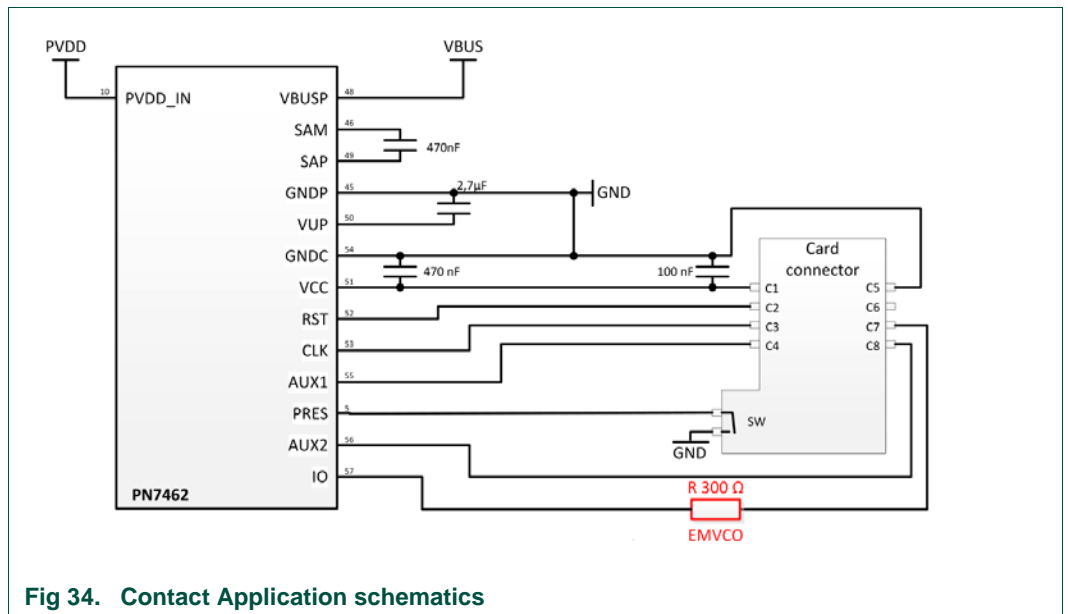 PVDD
VBUS
10
PVDD_IN
VBUSP
48
SAM
46
470nF
SAP
49
GNDP
45
2,7µF
GND
VUP
50
GNDC
54
470 nF
100 nF
Card
connector
VCC
51
C1
C5
RST
52
C2
C6
CLK
53
C3
C7
C4
C8
AUX1
55
PRES
5
SW
GND
AUX2
56
IO
57
R 300 Ω
EMVCO
PN7462
Fig 34. Contact Application schematics